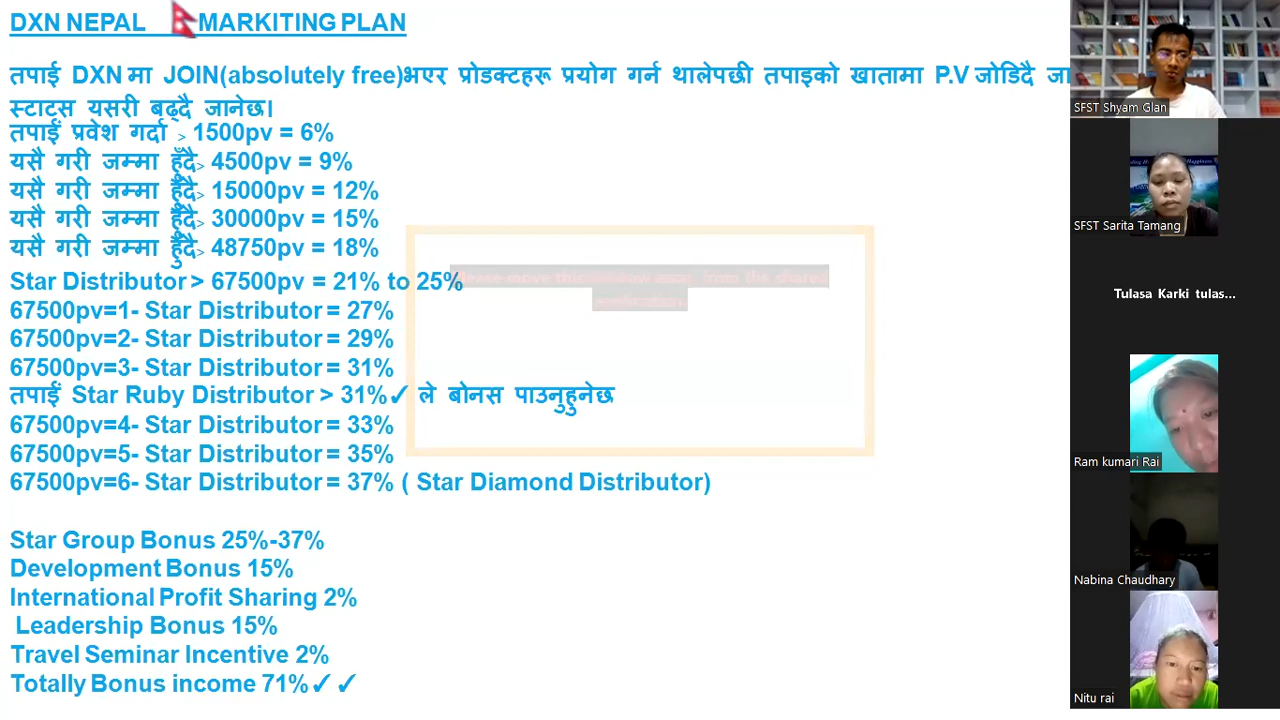 DXN NEPAL MARKITING PLAN
तपाई DXN मा JOIN(absolutely free)भएर प्रोडक्टहरू प्रयोग गर्न थालेपछी तपाइको खातामा P.V जोडिदै जा
स्टाटस यसरी बढ्दै जानेछ।
तपाईं प्रवेश गर्दा > 1500pv = 6%
यसै गरी जम्मा हुँदै> 4500pv = 9%
यसै गरी जम्मा हुँदै> 15000pv = 12%
यसै गरी जम्मा हुँदै> 30000pv = 15%
यसै गरी जम्मा हुँदै> 48750pv = 18%
Star Distributor > 67500pv = 21% to 25%
67500pv=1- Star Distributor = 27%
67500pv=2- Star Distributor = 29%
67500pv=3- Star Distributor = 31%
तपाईं Star Ruby Distributor > 31%✓ ले बोनस पाउनुहुनेछ
67500pv=4- Star Distributor = 33%
67500pv=5- Star Distributor = 35%
67500pv=6- Star Distributor = 37% ( Star Diamond Distributor)
Star Group Bonus 25%-37%
Development Bonus 15%
International Profit Sharing 2%
Leadership Bonus 15%
Travel Seminar Incentive 2%
Totally Bonus income 71%✓✓
SFST Shyam Glan
SFST Sarita Tamang
Tulasa Karki tulas...
Ram kumari Rai
Nabina Chaudhary
Nitu rai